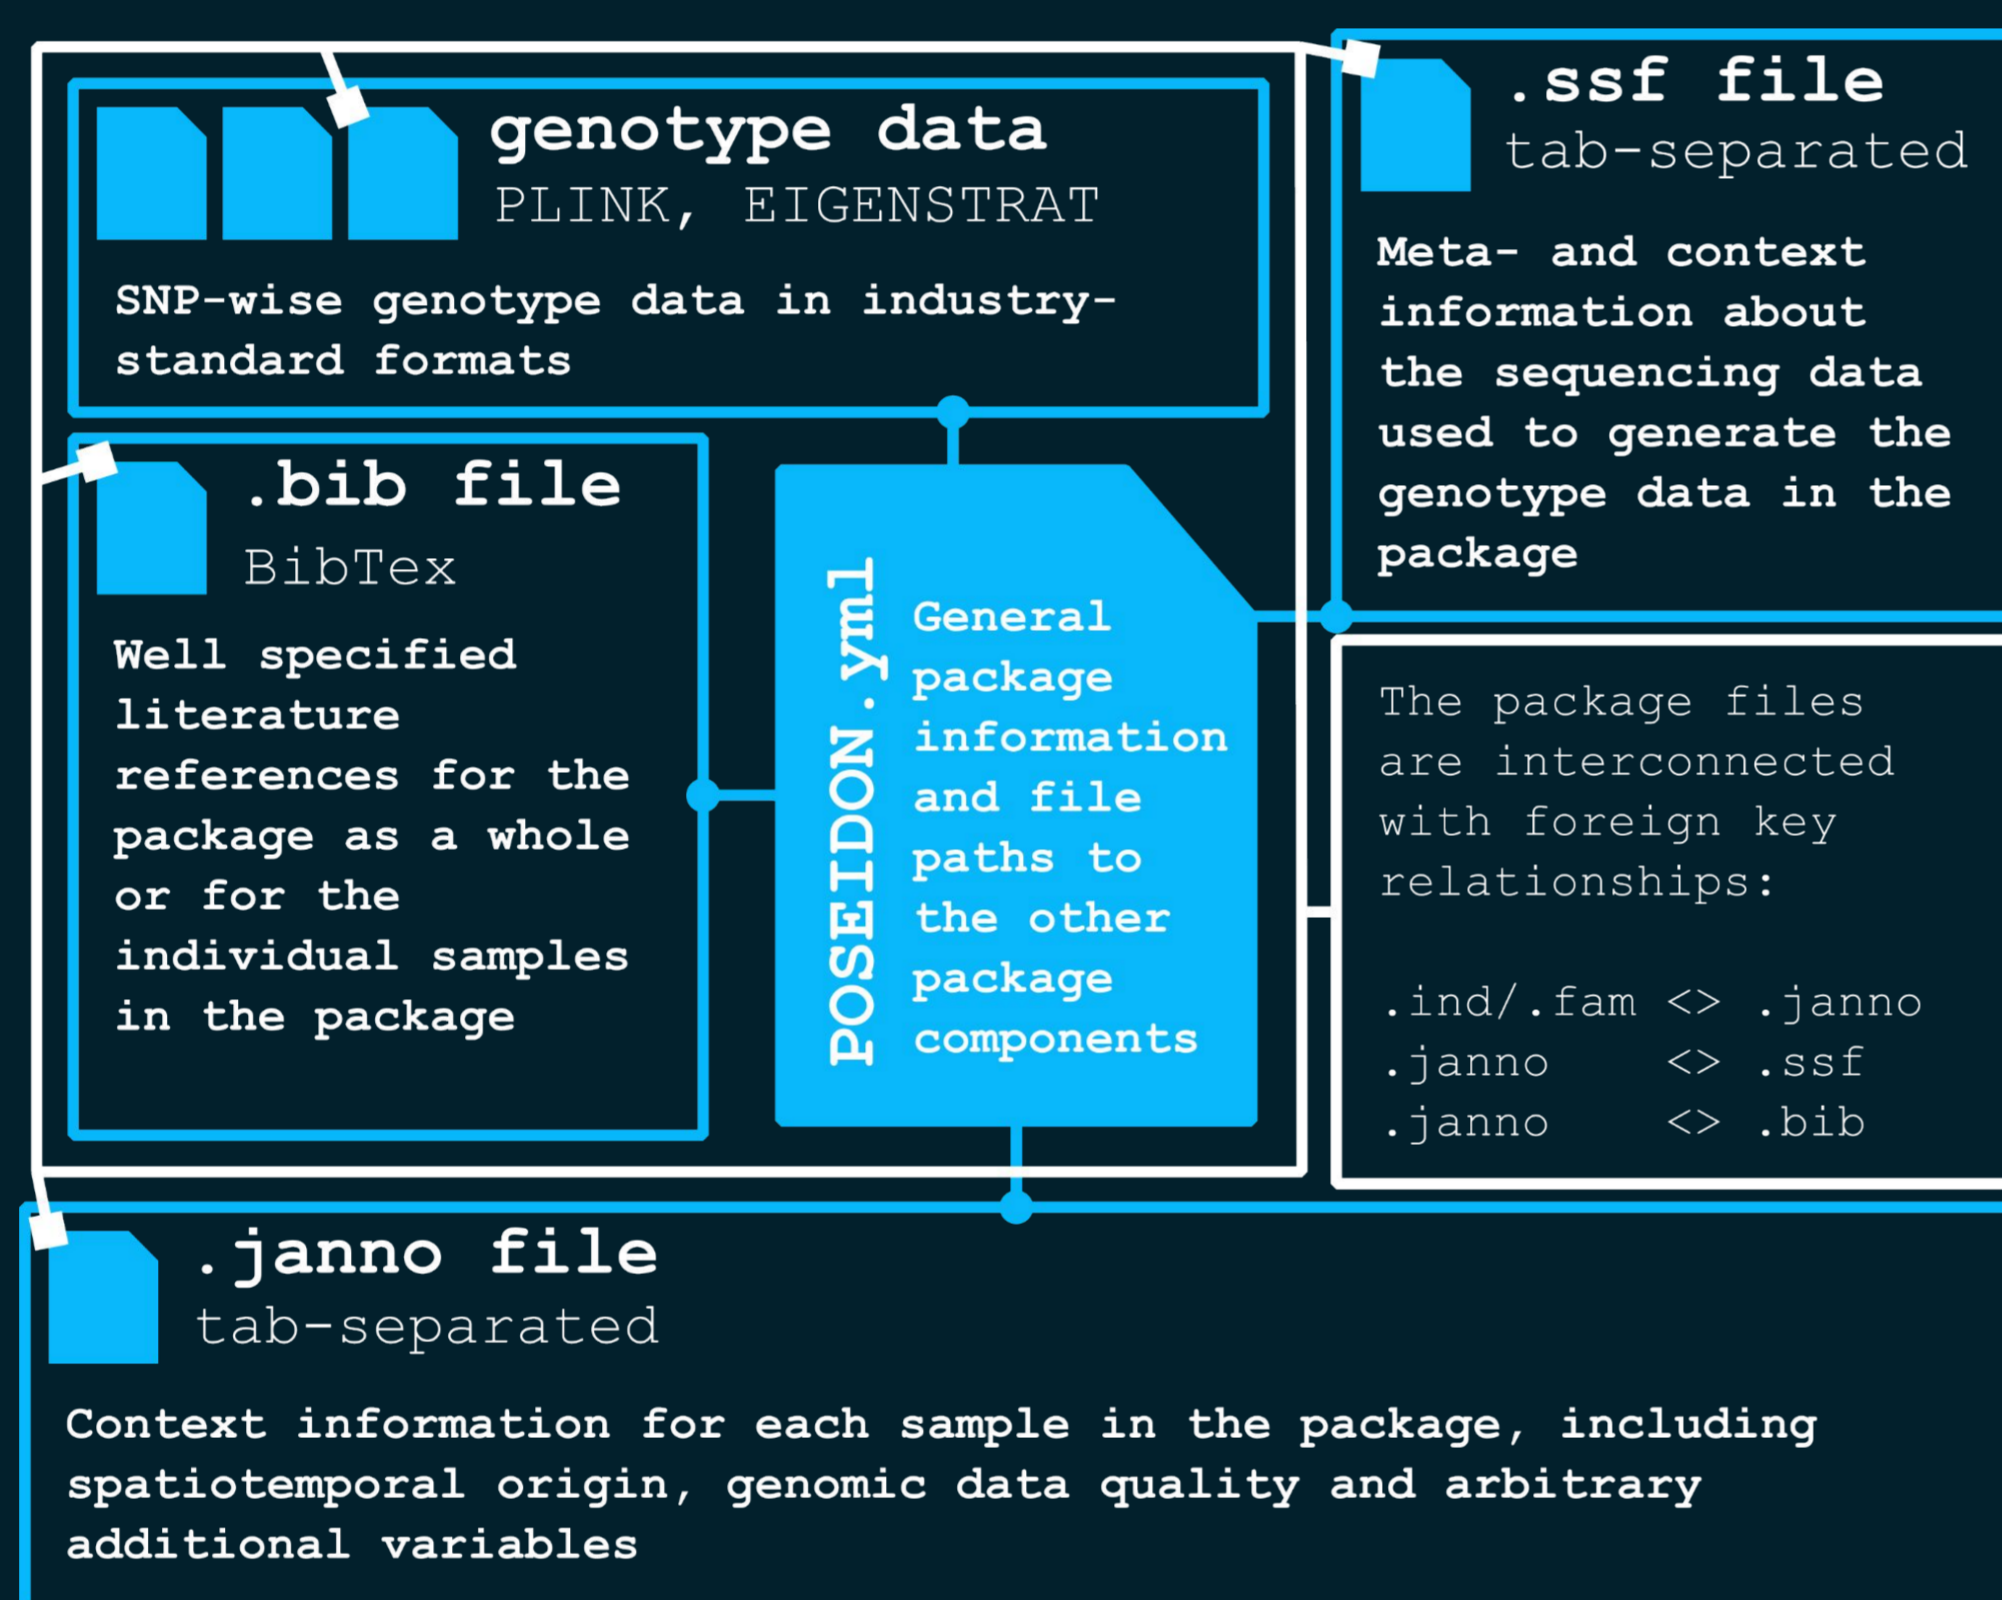 genotype data
PLINK, EIGENSTRAT
SNP-wise genotype data in industry-
standard formats
.ssf file
tab-separated
Meta- and context
information about
the sequencing data
used to generate the
genotype data in the
package
.bib file
BibTex
Well specified
literature
references for the
package as a whole
or for the
individual samples
in the package
POSEIDON.yml
General
package
information
and file
paths to
the other
package
components
The package files
are interconnected
with foreign key
relationships:
.ind/.fam <> .janno
.janno <> .ssf
.janno <> .bib
.janno file
tab-separated
Context information for each sample in the package, including
spatiotemporal origin, genomic data quality and arbitrary
additional variables